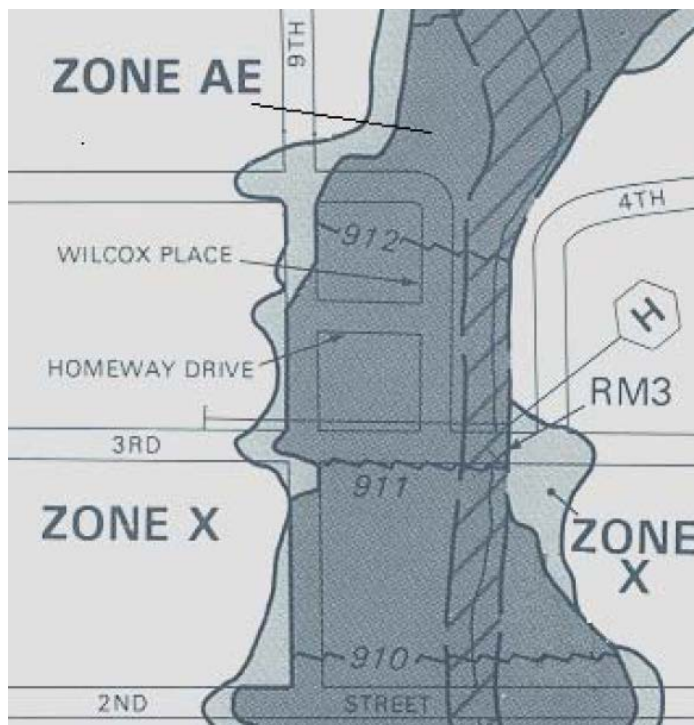 9TH
ZONE AE
4TH
912
WILCOX PLACE
H
HOMEWAY DRIVE
RM3
3RD
911
ZONE X
ZONE
X
910
2ND
STREET